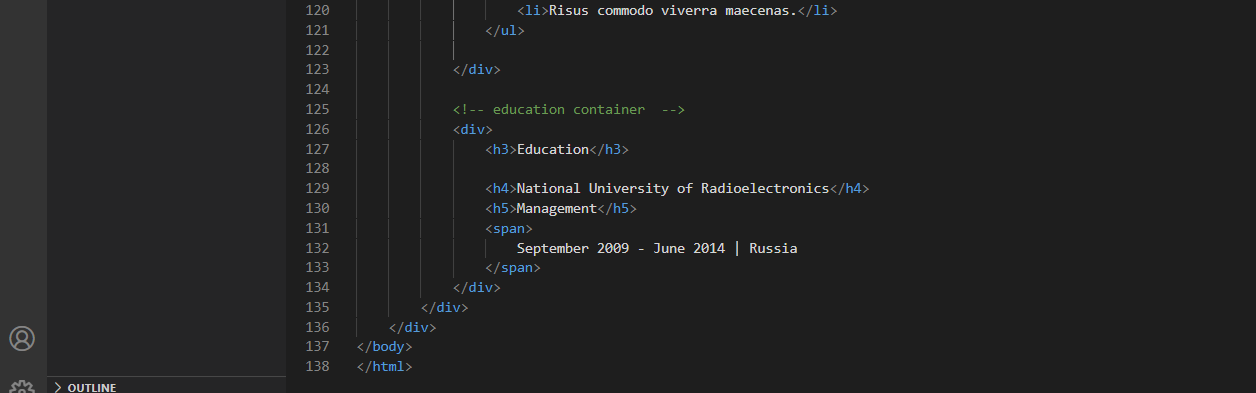 120 <li>Risus commodo viverra maecenas.</li>
121 </ul>
122
123 </div>
124
125 <!-- education container  -->
126 <div>
127 <h3>Education</h3>
128
129 <h4>National University of Radioelectronics</h4>
130 <h5>Management</h5>
131 <span>
132 September 2009 - June 2014 | Russia
133 </span>
134 </div>
135 </div>
136 </div>
137 </body>
138 </html>
OUTLINE